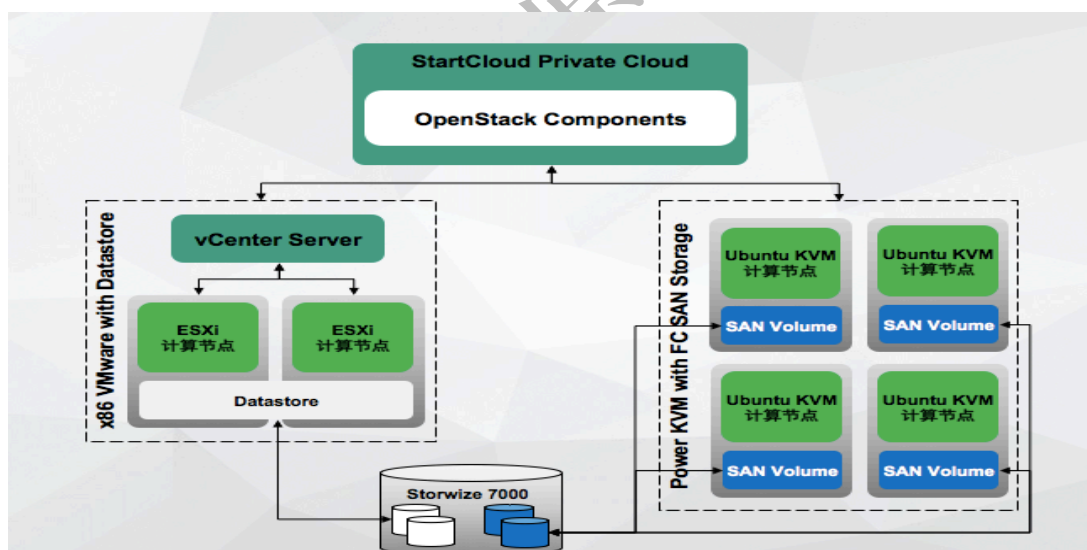 StartCloud Private Cloud
OpenStack Components
x86 VMware with Datastore
vCenter Server
ESXi
计算节点
ESXi
计算节点
Datastore
Power KVM with FC SAN Storage
Ubuntu KVM
计算节点
SAN Volume
Ubuntu KVM
计算节点
SAN Volume
Ubuntu KVM
计算节点
SAN Volume
Ubuntu KVM
计算节点
SAN Volume
Storwize 7000